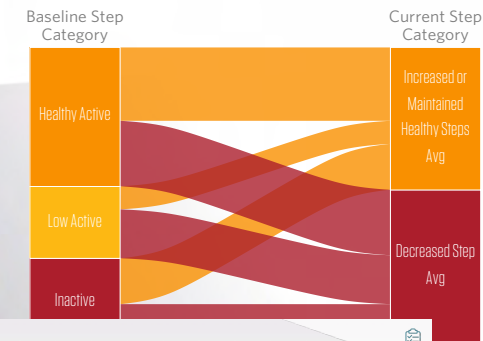 Baseline Step
Category
Current Step
Category
Healthy Active
Low Active
Inactive
Increased or
Maintained
Healthy Steps
Avg
Decreased Step
Avg